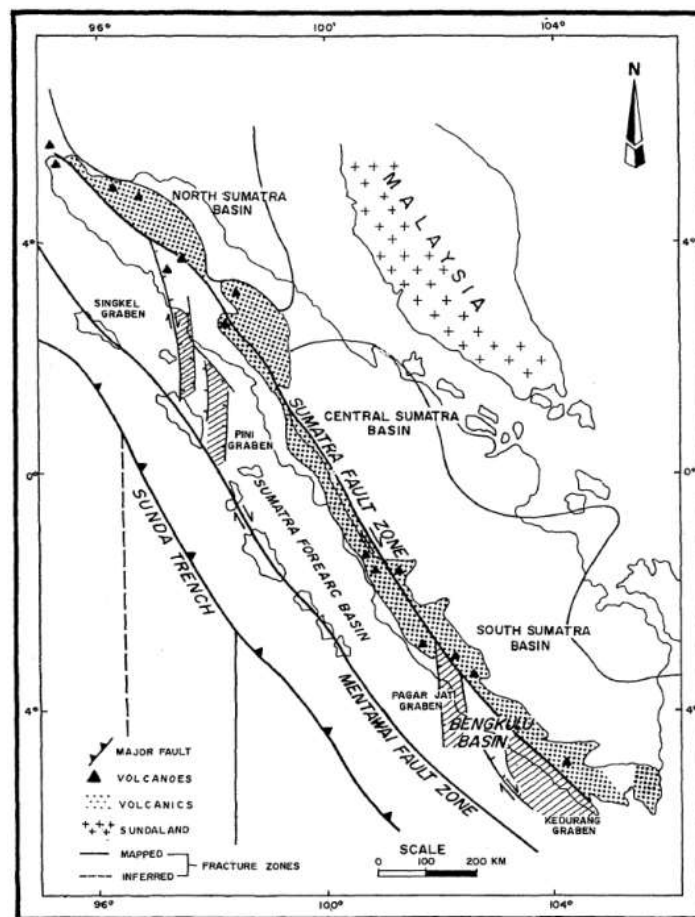 96°
100°
104°
N
NORTH SUMATRA
BASIN
MALAYSIA
4°
SINGKEL
GRABEN
CENTRAL SUMATRA
BASIN
SUMATRA FAULT ZONE
PINI
GRABEN
0°
0°
SUMATRA FOREARC BASIN
SUNDA TRENCH
SOUTH SUMATRA
BASIN
PAGAR JATI
GRABEN
BENGKULU
BASIN
4°
4°
MENTAWAI FAULT ZONE
KEDURANG
GRABEN
MAJOR FAULT
VOLCANOES
VOLCANICS
SUNDALAND
MAPPED
INFERRED
FRACTURE ZONES
SCALE
0 100 200 KM
96°
10,0°
104°